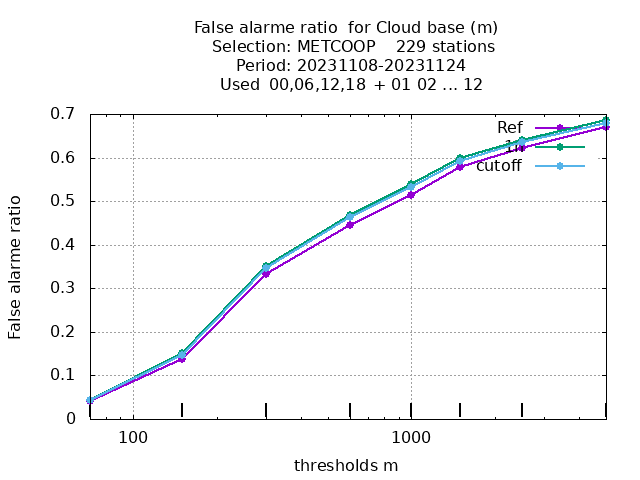 False alarme ratio  for Cloud base (m)
Selection: METCOOP    229 stations
Period: 20231108-20231124
Used  00,06,12,18  + 01 02 ... 12
0.7
0.6
0.5
0.4
0.3
0.2
0.1
0
False alarme ratio
Ref
cutoff
100
1000
thresholds m